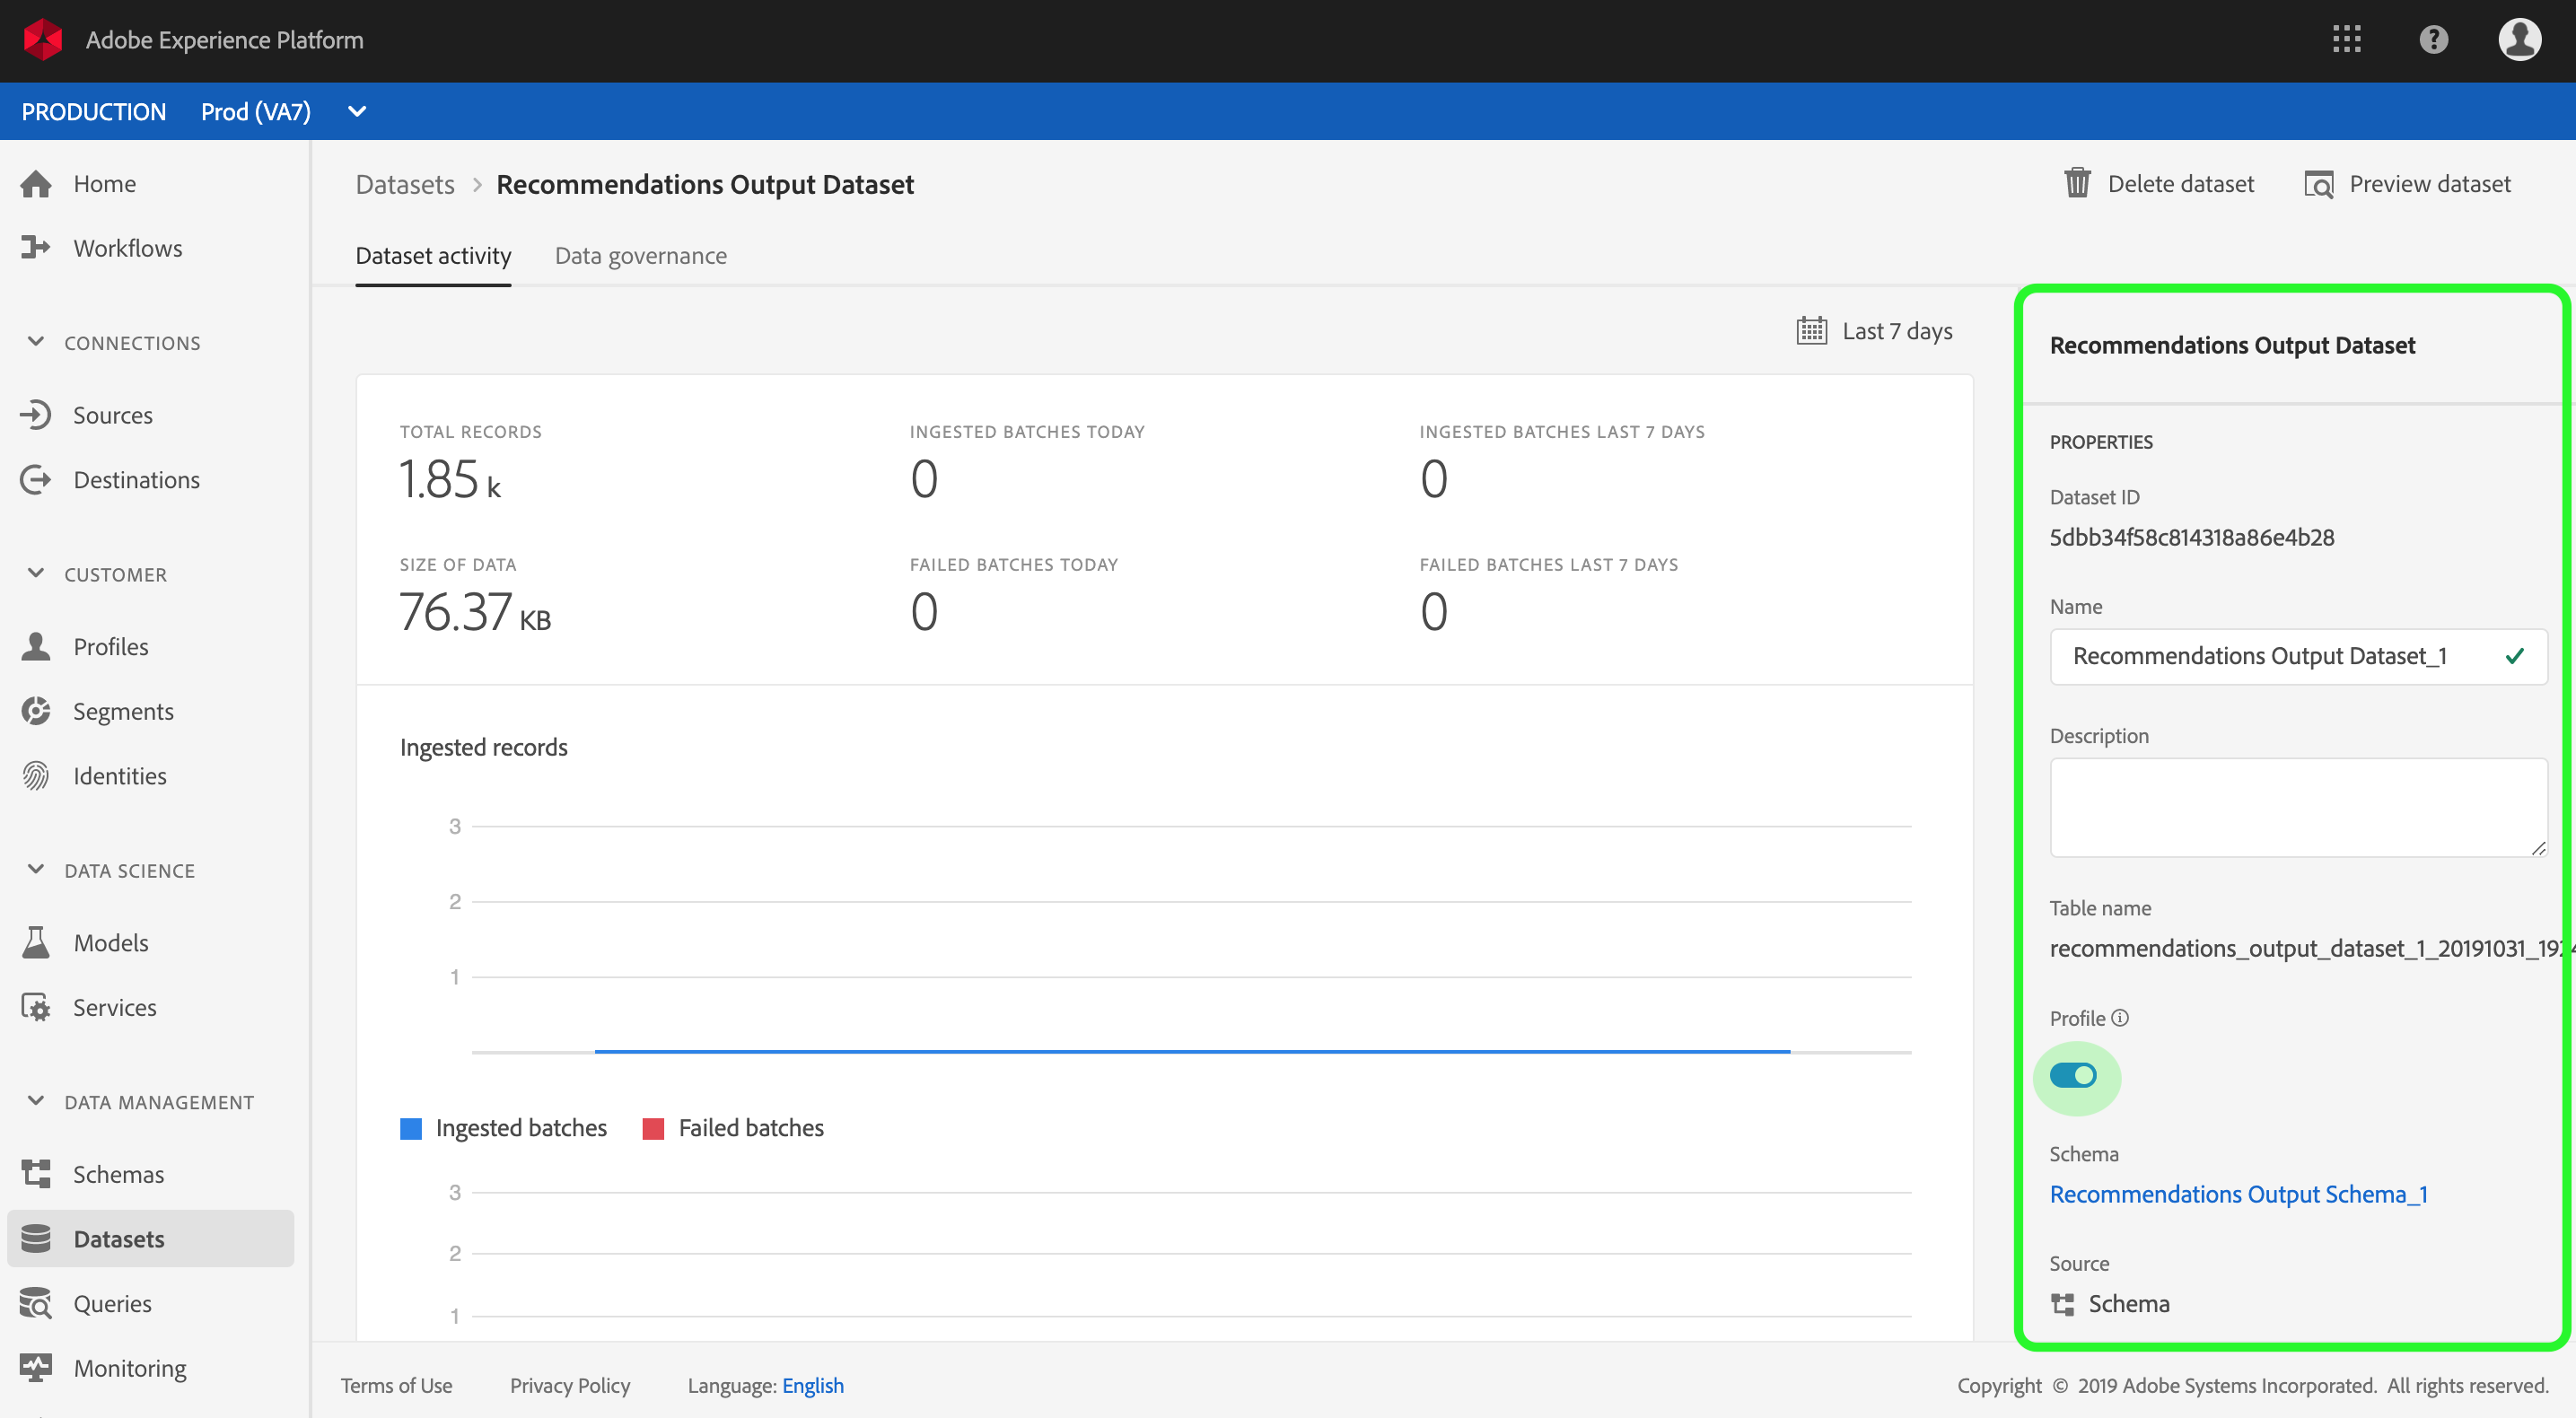 Adobe Experience Platform
?
PRODUCTION Prod (VA7)
Home
Workflows
CONNECTIONS
Sources
Destinations
CUSTOMER
Profiles
Segments
Identities
DATA SCIENCE
Models
Services
DATA MANAGEMENT
Schemas
Datasets
Queries
Monitoring
Datasets > Recommendations Output Dataset
Delete dataset
Preview dataset
Dataset activity Data governance
Last 7 days
TOTAL RECORDS
1.85 k
INGESTED BATCHES TODAY
0
INGESTED BATCHES LAST 7 DAYS
0
SIZE OF DATA
76.37 KB
FAILED BATCHES TODAY
0
FAILED BATCHES LAST 7 DAYS
0
Ingested records
3
2
1
Ingested batches Failed batches
3
2
1
Recommendations Output Dataset
PROPERTIES
Dataset ID
5dbb34f58c814318a86e4b28
Name
Recommendations Output Dataset_1
Description
Table name
recommendations_output_dataset_1_20191031_192
Profile
Schema
Recommendations Output Schema_1
Source
Schema
Terms of Use Privacy Policy Language: English
Copyright © 2019 Adobe Systems Incorporated. All rights reserved.